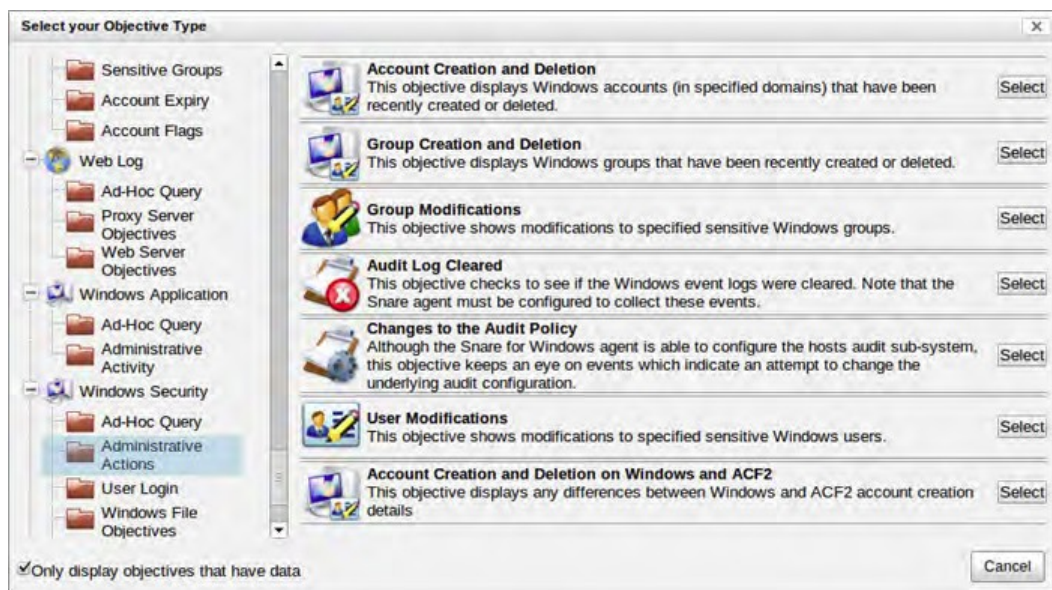 Select your Objective Type
Sensitive Groups
Account Expiry
Account Flags
Web Log
Ad-Hoc Query
Proxy Server
Objectives
Web Server
Objectives
Windows Application
Ad-Hoc Query
Administrative
Activity
Windows Security
Ad-Hoc Query
Administrative
Actions
User Login
Windows File
Objectives
Account Creation and Deletion
This objective displays Windows accounts (in specified domains) that have been
recently created or deleted.
Select
Group Creation and Deletion
This objective displays Windows groups that have been recently created or deleted.
Select
Group Modifications
This objective shows modifications to specified sensitive Windows groups.
Select
Audit Log Cleared
This objective checks to see if the Windows event logs were cleared. Note that the
Snare agent must be configured to collect these events.
Select
Changes to the Audit Policy
Although the Snare for Windows agent is able to configure the hosts audit sub-system,
this objective keeps an eye on events which indicate an attempt to change the
underlying audit configuration.
Select
User Modifications
This objective shows modifications to specified sensitive Windows users.
Select
Account Creation and Deletion on Windows and ACF2
This objective displays any differences between Windows and ACF2 account creation
details
Select
Only display objectives that have data
Cancel